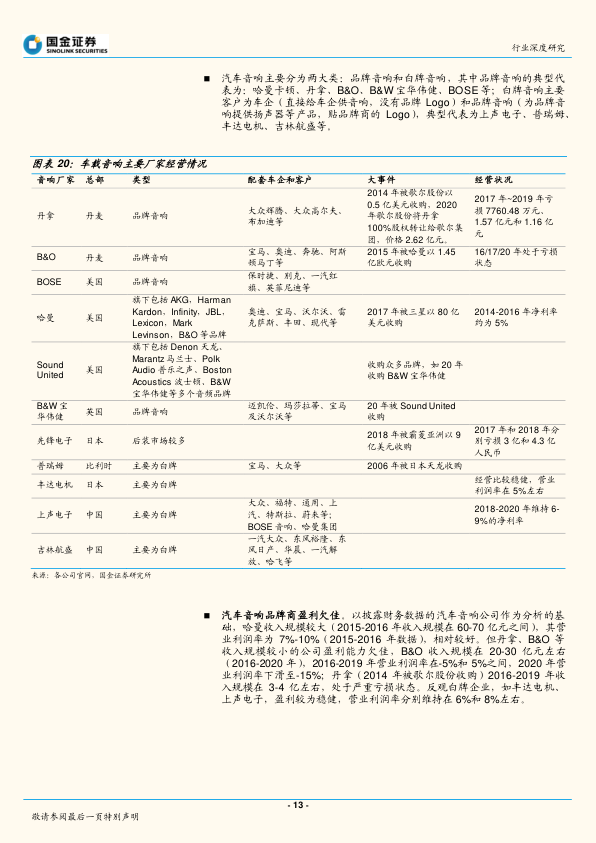 国金证券
SINOLINK SECURITIES
行业深度研究
■ 汽车音响主要分为两大类：品牌音响和白牌音响，其中品牌音响的典型代
表为：哈曼卡顿、丹拿、B&O、B&W 宝华伟健、BOSE 等；白牌音响主要
客户为车企（直接给车企供音响，没有品牌 Logo）和品牌音响（为品牌音
响提供扬声器等产品，贴品牌商的 Logo），典型代表为上声电子、普瑞姆、
丰达电机、吉林航盛等。
图表 20：车载音响主要厂家经营情况
音响厂家 总部 类型 配套车企和客户 大事件 经营状况
丹拿 丹麦 品牌音响 大众辉腾、大众高尔夫、
布加迪等
2014 年被歌尔股份以
0.5 亿美元收购，2020
年歌尔股份将丹拿
100%股权转让给歌尔集
团，价格 2.62 亿元。
2017 年~2019 年亏
损 7760.48 万元、
1.57 亿元和 1.16 亿
元
B&O 丹麦 品牌音响 宝马、奥迪、奔驰、阿斯
顿马丁等
2015 年被哈曼以 1.45
亿欧元收购
16/17/20 年处于亏损
状态
BOSE 美国 品牌音响 保时捷、别克、一汽红
旗、英菲尼迪等
哈曼 美国 旗下包括 AKG，Harman
Kardon，Infinity，JBL，
Lexicon，Mark
Levinson，B&O 等品牌
奥迪、宝马、沃尔沃、雷
克萨斯、丰田、现代等
2017 年被三星以 80 亿
美元收购
2014-2016 年净利率
约为 5%
Sound
United
美国 旗下包括 Denon 天龙、
Marantz 马兰士、Polk
Audio 普乐之声、Boston
Acoustics 波士顿、B&W
宝华伟健等多个音频品牌
收购众多品牌，如 20 年
收购 B&W 宝华伟健
B&W 宝
华伟健
英国 品牌音响 迈凯伦、玛莎拉蒂、宝马
及沃尔沃等
20 年被 Sound United
收购
先锋电子 日本 后装市场较多 2018 年被霸菱亚洲以 9
亿美元收购
2017 年和 2018 年分
别亏损 3 亿和 4.3 亿
人民币
普瑞姆 比利时 主要为白牌 宝马、大众等 2006 年被日本天龙收购
丰达电机 日本 主要为白牌 经营比较稳健，营业
利润率在 5%左右
上声电子 中国 主要为白牌 大众、福特、通用、上
汽、特斯拉、蔚来等；
BOSE 音响、哈曼集团
2018-2020 年维持 6-
9%的净利率
吉林航盛 中国 主要为白牌 一汽大众、东风裕隆、东
风日产、华晨、一汽解
放、哈飞等
来源：各公司官网、国金证券研究所
■ 汽车音响品牌商盈利欠佳。以披露财务数据的汽车音响公司作为分析的基
础，哈曼收入规模较大（2015-2016 年收入规模在 60-70 亿元之间），其营
业利润率为 7%-10%（2015-2016 年数据），相对较好。但丹拿、B&O 等
收入规模较小的公司盈利能力欠佳，B&O 收入规模在 20-30 亿元左右
（2016-2020 年），2016-2019 年营业利润率在-5%和 5%之间，2020 年营
业利润率下滑至-15%；丹拿（2014 年被歌尔股份收购）2016-2019 年收
入规模在 3-4 亿左右，处于严重亏损状态。反观白牌企业，如丰达电机、
上声电子，盈利较为稳健，营业利润率分别维持在 6%和 8%左右。
- 13 -
敬请参阅最后一页特别声明